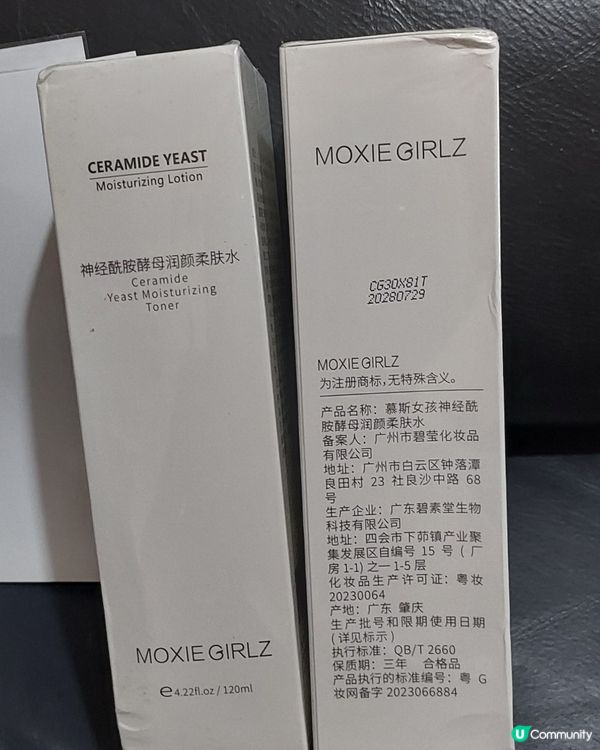 CERAMIDE YEAST
Moisturizing Lotion
神经酰胺酵母润颜柔肤水
Ceramide
Yeast Moisturizing
Toner
MOXIE GIRLZ
e4.22fl.oz / 120ml
MOXIE GIRLZ
CG30X81T
20280729
MOXIE GIRLZ
为注册商标,无特殊含义。
产品名称：慕斯女孩神经酰
胺酵母润颜柔肤水
备案人：广州市碧莹化妆品
有限公司
地址：广州市白云区钟落潭
良田村 23 社良沙中路 68
号
生产企业：广东碧素堂生物
科技有限公司
地址：四会市下茆镇产业聚
集发展区自编号 15 号（厂
房 1-1) 之一 1-5 层
化妆品生产许可证：粤妆
20230064
产地：广东 肇庆
生产批号和限期使用日期
(详见标示)
执行标准：QB/T 2660
保质期：三年 合格品
产品执行的标准编号：粤 G
妆网备字 2023066884
U Community